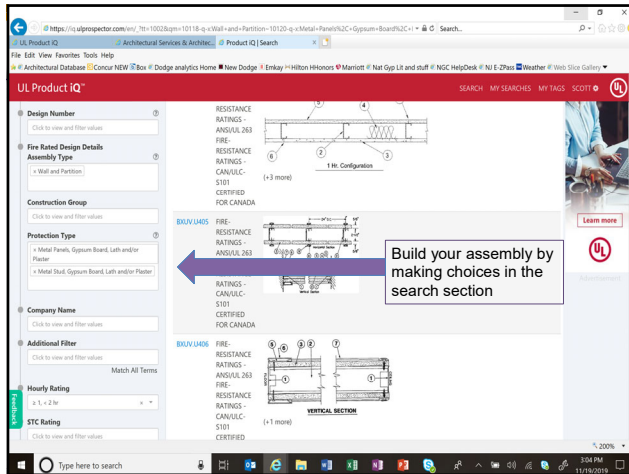 https://iq.ulprospector.com/en/_?tt=1002&qm=10118-q-x:Wall+and+Partition~10120-q-x:Metal+Panels%2C+Gypsum+Board%2C+l
Search...
UL Product iQ
Architectural Services & Architec...
Product iQ | Search
File Edit View Favorites Tools Help
Architectural Database
Concur NEW
Box
Dodge analytics Home
New Dodge
Emkay
Hilton HHonors
Marriott
Nat Gyp Lit and stuff
NGC HelpDesk
NJ E-ZPass
Weather
Web Slice Gallery
UL Product iQ™
SEARCH MY SEARCHES MY TAGS SCOTT
UL
Design Number
Click to view and filter values
Fire Rated Design Details
Assembly Type
× Wall and Partition
Construction Group
Click to view and filter values
Protection Type
× Metal Panels, Gypsum Board, Lath and/or
Plaster
× Metal Stud, Gypsum Board, Lath and/or Plaster
Company Name
Click to view and filter values
Additional Filter
Click to view and filter values
Match All Terms
Hourly Rating
≥ 1, < 2 hr
STC Rating
Click to view and filter values
Feedback
RESISTANCE
RATINGS -
ANSI/UL 263
FIRE-
RESISTANCE
RATINGS -
CAN/ULC-
S101
CERTIFIED
FOR CANADA
5
4
6
2
3
1 Hr. Configuration
(+3 more)
BXUV.U405
FIRE-
RESISTANCE
RATINGS -
ANSI/UL 263
RATINGS -
CAN/ULC-
S101
CERTIFIED
FOR CANADA
BXUV.U406
FIRE-
RESISTANCE
RATINGS -
ANSI/UL 263
FIRE-
RESISTANCE
RATINGS -
CAN/ULC-
S101
CERTIFIED
VERTICAL SECTION
(+1 more)
Build your assembly by
making choices in the
search section
Learn more
UL
Advertisement
200%
Type here to search
3:04 PM
11/19/2019